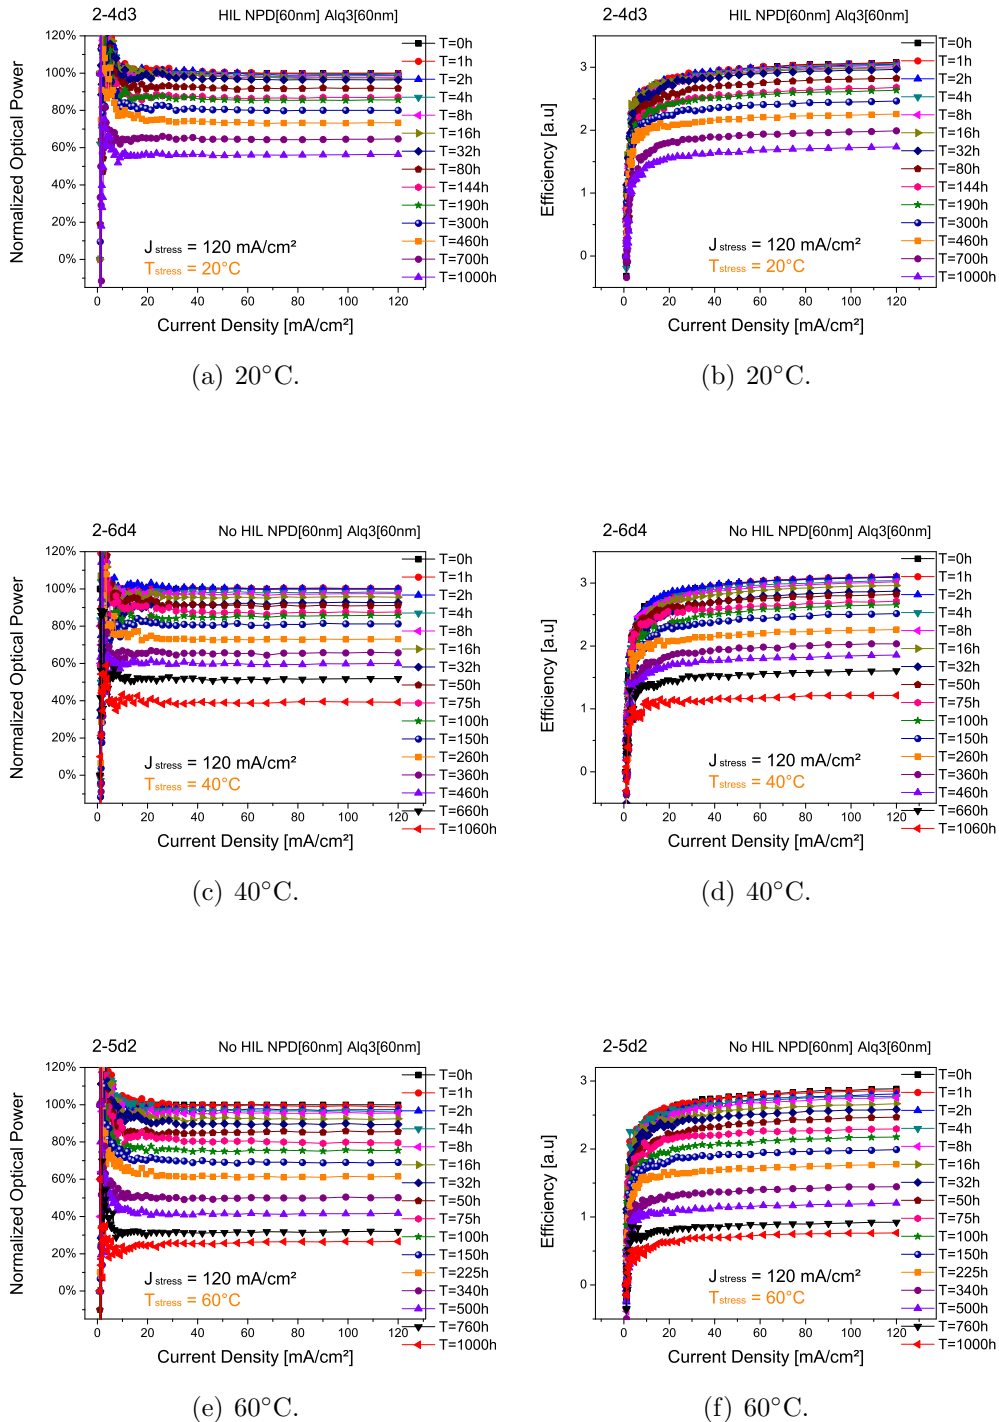 2-4d3 HIL NPD[60nm] Alq3[60nm]
Normalized Optical Power
120%
100%
80%
60%
40%
20%
0%
0 20 40 60 80 100 120
Current Density [mA/cm²]
J stress = 120 mA/cm²
T stress = 20°C
T=0h
T=1h
T=2h
T=4h
T=8h
T=16h
T=32h
T=80h
T=144h
T=190h
T=300h
T=460h
T=700h
T=1000h
(a) 20°C.
2-4d3 HIL NPD[60nm] Alq3[60nm]
Efficiency [a.u]
3
2
1
0
0 20 40 60 80 100 120
Current Density [mA/cm²]
J stress = 120 mA/cm²
T stress = 20°C
T=0h
T=1h
T=2h
T=4h
T=8h
T=16h
T=32h
T=80h
T=144h
T=190h
T=300h
T=460h
T=700h
T=1000h
(b) 20°C.
2-6d4 No HIL NPD[60nm] Alq3[60nm]
Normalized Optical Power
120%
100%
80%
60%
40%
20%
0%
0 20 40 60 80 100 120
Current Density [mA/cm²]
J stress = 120 mA/cm²
T stress = 40°C
T=0h
T=1h
T=2h
T=4h
T=8h
T=16h
T=32h
T=50h
T=75h
T=100h
T=150h
T=260h
T=360h
T=460h
T=660h
T=1060h
(c) 40°C.
2-6d4 No HIL NPD[60nm] Alq3[60nm]
Efficiency [a.u]
3
2
1
0
0 20 40 60 80 100 120
Current Density [mA/cm²]
J stress = 120 mA/cm²
T stress = 40°C
T=0h
T=1h
T=2h
T=4h
T=8h
T=16h
T=32h
T=50h
T=75h
T=100h
T=150h
T=260h
T=360h
T=460h
T=660h
T=1060h
(d) 40°C.
2-5d2 No HIL NPD[60nm] Alq3[60nm]
Normalized Optical Power
120%
100%
80%
60%
40%
20%
0%
0 20 40 60 80 100 120
Current Density [mA/cm²]
J stress = 120 mA/cm²
T stress = 60°C
T=0h
T=1h
T=2h
T=4h
T=8h
T=16h
T=32h
T=50h
T=75h
T=100h
T=150h
T=225h
T=340h
T=500h
T=760h
T=1000h
(e) 60°C.
2-5d2 No HIL NPD[60nm] Alq3[60nm]
Efficiency [a.u]
3
2
1
0
0 20 40 60 80 100 120
Current Density [mA/cm²]
J stress = 120 mA/cm²
T stress = 60°C
T=0h
T=1h
T=2h
T=4h
T=8h
T=16h
T=32h
T=50h
T=75h
T=100h
T=150h
T=225h
T=340h
T=500h
T=760h
T=1000h
(f) 60°C.